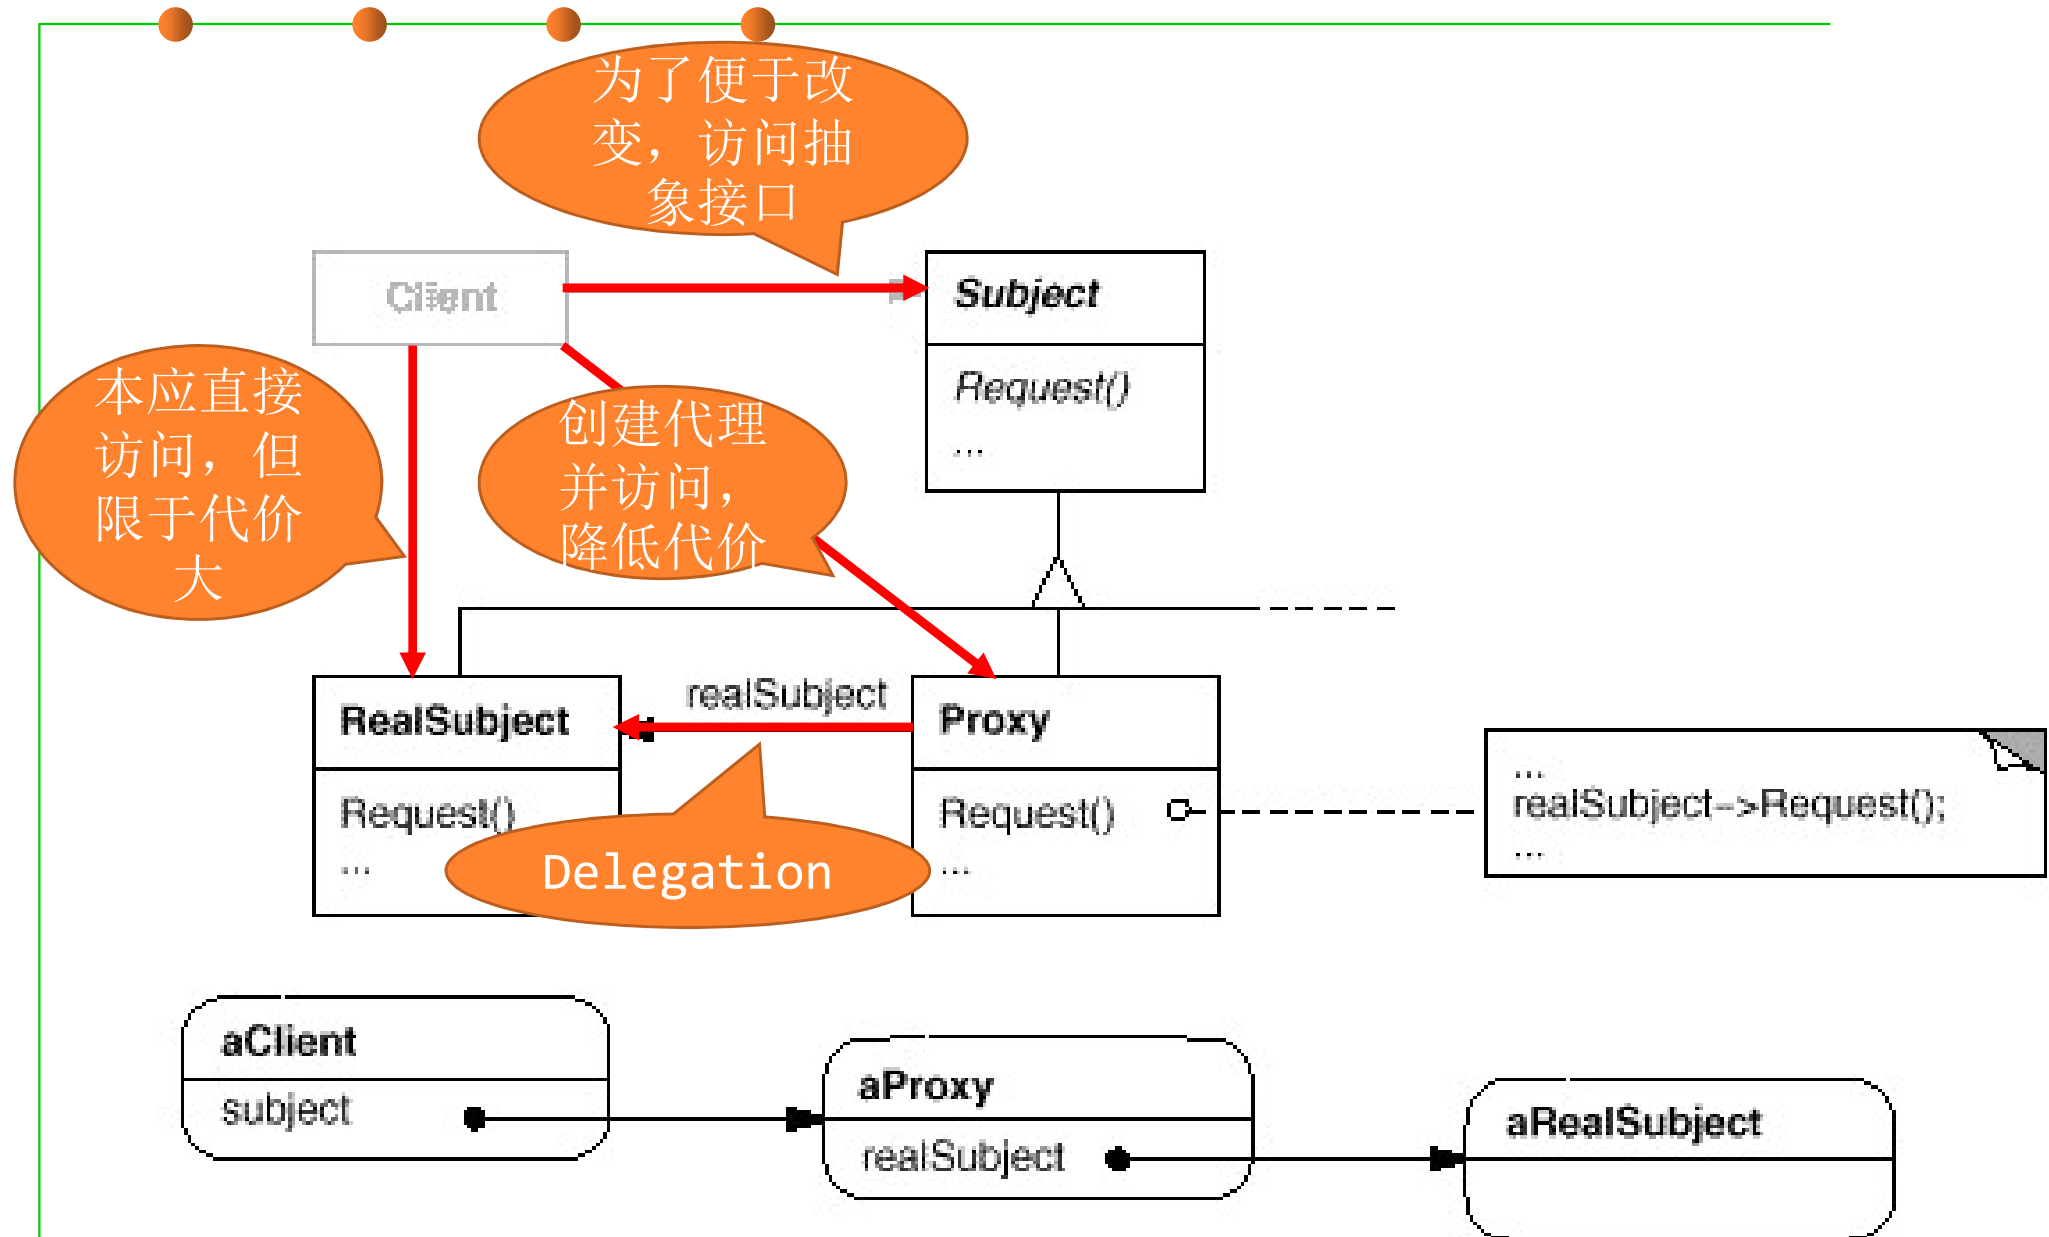 为了便于改
变，访问抽
象接口
Client
Subject
Request()
...
本应直接
访问，但
限于代价
大
创建代理
并访问，
降低代价
RealSubject
realSubject
Proxy
Request()
...
Delegation
Request()
...
...
realSubject->Request();
...
aClient
subject
aProxy
realSubject
aRealSubject